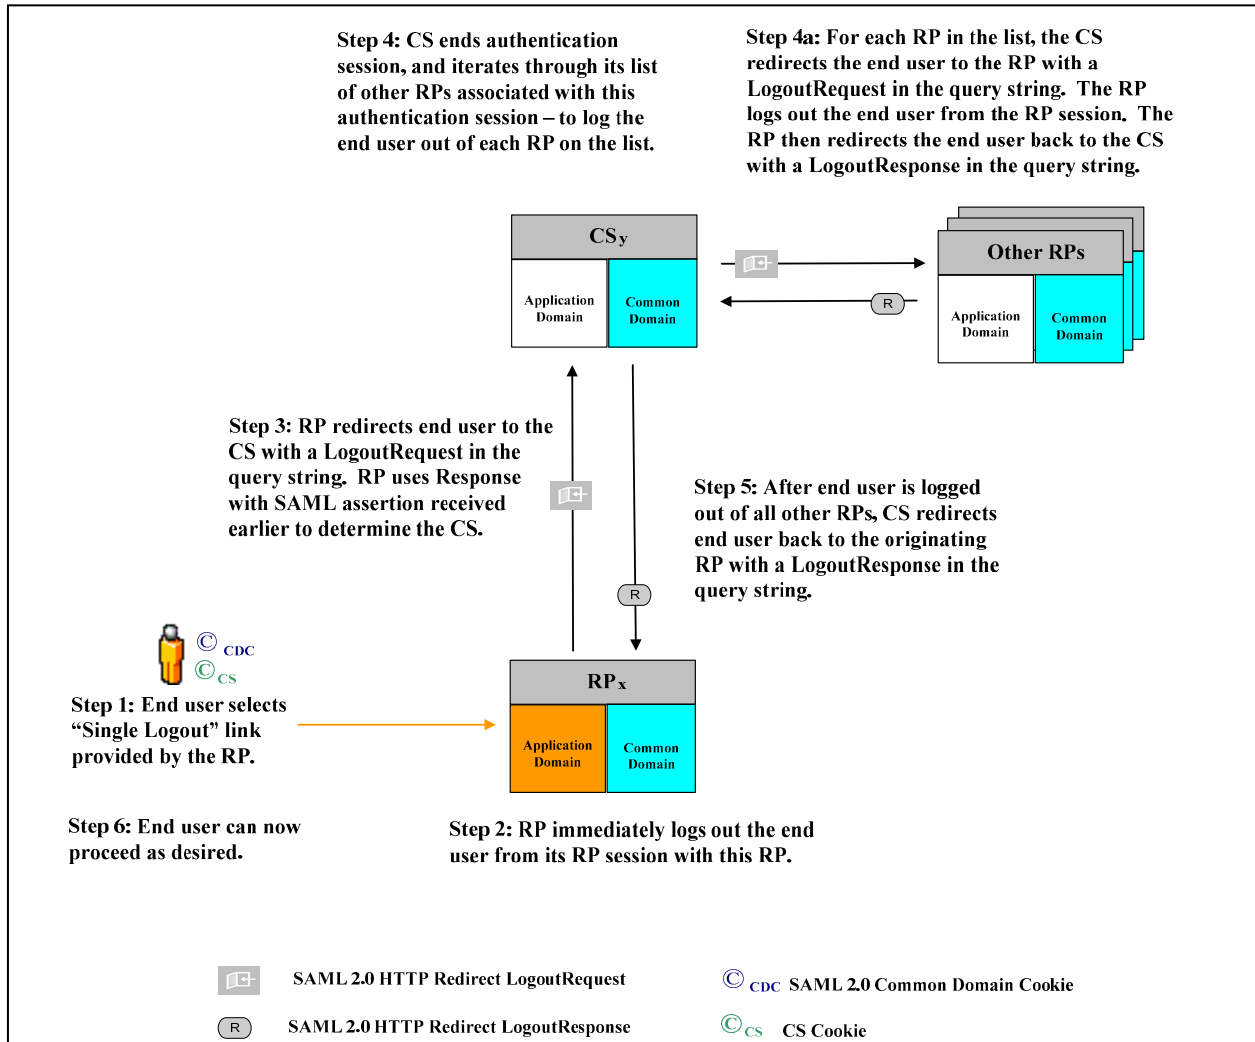 Step 4: CS ends authentication
session, and iterates through its list
of other RPs associated with this
authentication session – to log the
end user out of each RP on the list.
Step 4a: For each RP in the list, the CS
redirects the end user to the RP with a
LogoutRequest in the query string. The RP
logs out the end user from the RP session. The
RP then redirects the end user back to the CS
with a LogoutResponse in the query string.
CSy
Application
Domain
Common
Domain
Other RPs
Application
Domain
Common
Domain
R
Step 3: RP redirects end user to the
CS with a LogoutRequest in the
query string. RP uses Response
with SAML assertion received
earlier to determine the CS.
Step 5: After end user is logged
out of all other RPs, CS redirects
end user back to the originating
RP with a LogoutResponse in the
query string.
R
© CDC
© CS
Step 1: End user selects
“Single Logout” link
provided by the RP.
RPx
Application
Domain
Common
Domain
Step 6: End user can now
proceed as desired.
Step 2: RP immediately logs out the end
user from its RP session with this RP.
SAML 2.0 HTTP Redirect LogoutRequest
© CDC SAML 2.0 Common Domain Cookie
R SAML 2.0 HTTP Redirect LogoutResponse
© CS CS Cookie